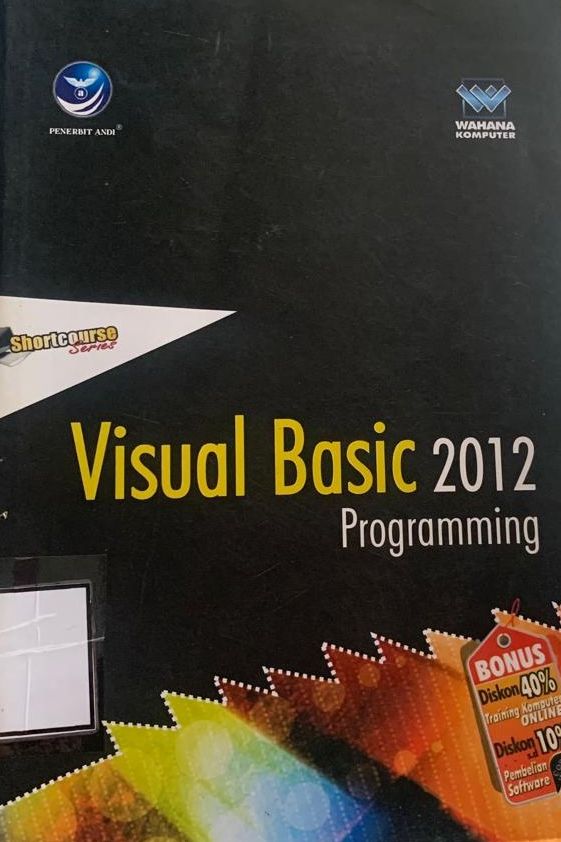 PENERBIT ANDI®
WAHANA
KOMPUTER
Shortcourse
Series
Visual Basic 2012
Programming
BONUS
Diskon 40%
Training Komputer
ONLINE
Diskon s.d 10%
Pembelian
Software